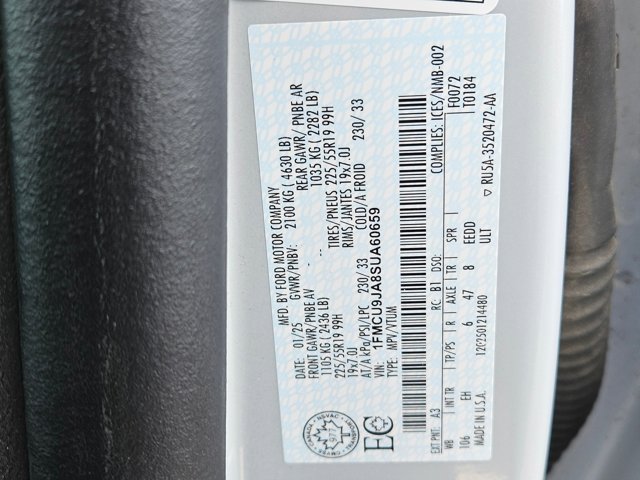 MFD. BY FORD MOTOR COMPANY
DATE: 01/25 GVWR/PNBV: 2100 KG ( 4630 LB)
FRONT GAWR/PNBE AV REAR GAWR/ PNBE AR
1105 KG ( 2436 LB) 1035 KG ( 2282 LB)
225/55R19 99H TIRES/PNEUS 225/55R19 99H
19x7.0J RIMS/JANTES 19x7.0J
AT/A kPa/PSI/LPC 230/ 33 COLD/A FROID 230/ 33
VIN: 1FMCU9JA8SUA60659
TYPE: MPV/VTUM
COMPLIES: ICES/NMB-002
EXT PNT: A3 RC: B1 DSO: F0072
WB INT TR TP/PS R AXLE TR SPR T0184
106 EH 6 47 8 EEDD
ULT
MADE IN U.S.A. 12C2501214480
▽ RU5A-3520472-AA
EC